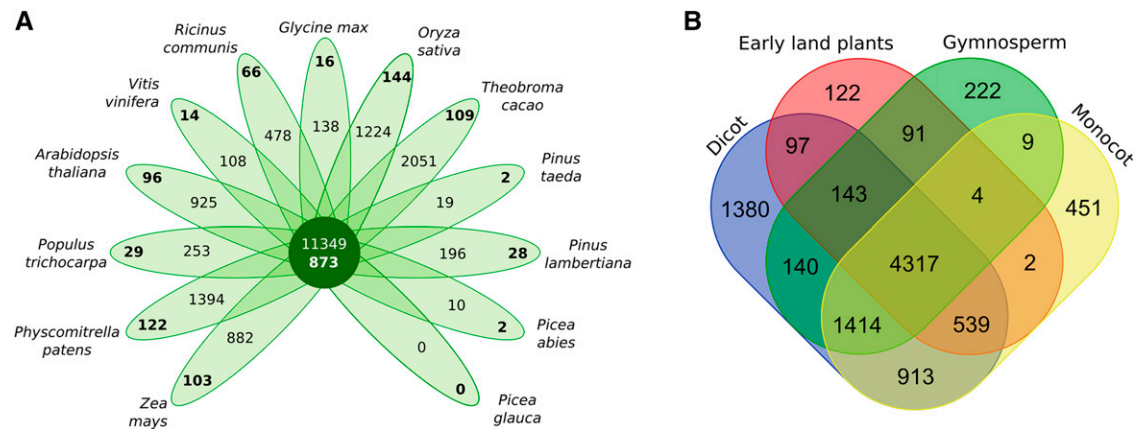 A
Glycine max
Ricinus
communis
Oryza
sativa
Vitis
vinifera
Theobroma
cacao
Arabidopsis
thaliana
Pinus
taeda
Populus
trichocarpa
Pinus
lambertiana
Physcomitrella
patens
Picea
abies
Zea
mays
Picea
glauca
16
138
66
478
144
1224
14
108
109
2051
96
925
2
19
29
253
28
196
122
1394
2
10
103
882
0
0
11349
873
B
Early land plants
Gymnosperm
Dicot
Monocot
122
222
97
91
9
1380
143
4
451
140
4317
2
1414
539
913